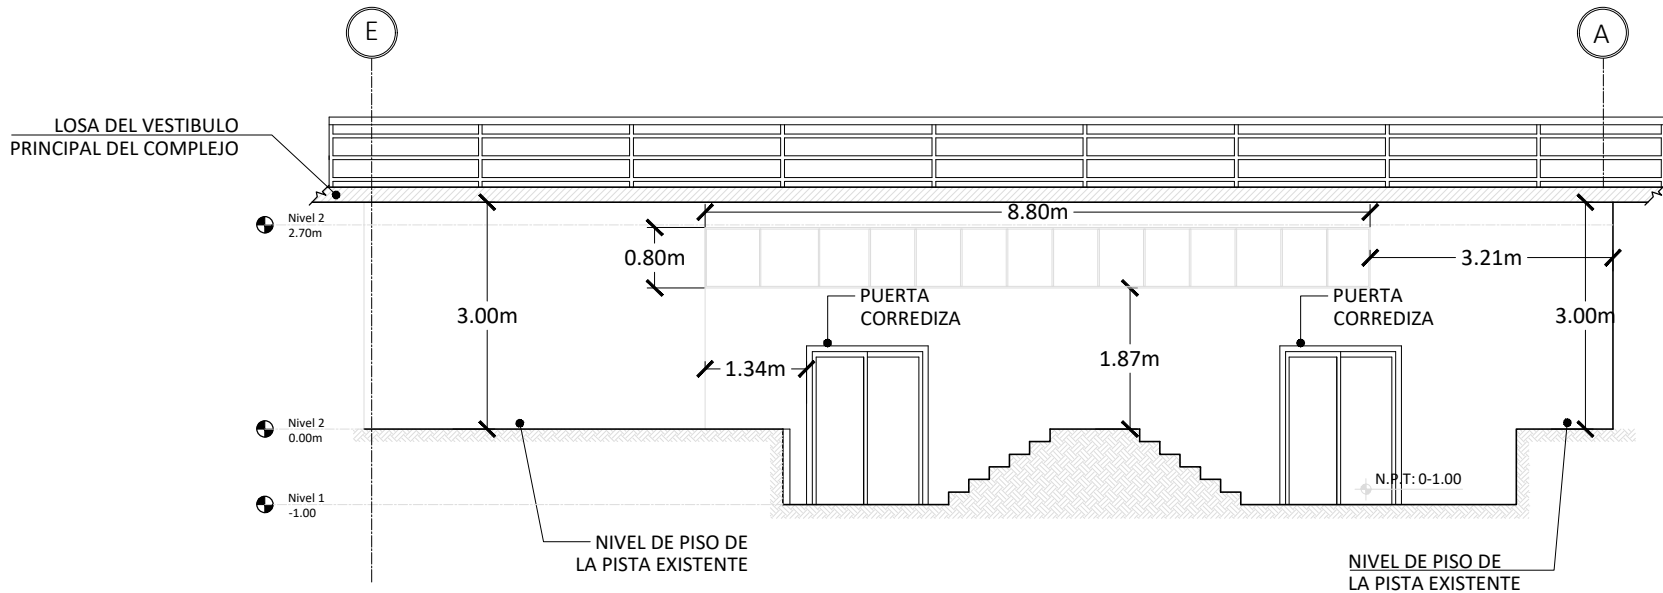 E
A
LOSA DEL VESTIBULO
PRINCIPAL DEL COMPLEJO
8.80m
Nivel 2
2.70m
0.80m
3.21m
PUERTA
CORREDIZA
PUERTA
CORREDIZA
3.00m
3.00m
1.87m
1.34m
Nivel 2
0.00m
N.P.T: 0-1.00
Nivel 1
-1.00
NIVEL DE PISO DE
LA PISTA EXISTENTE
NIVEL DE PISO DE
LA PISTA EXISTENTE